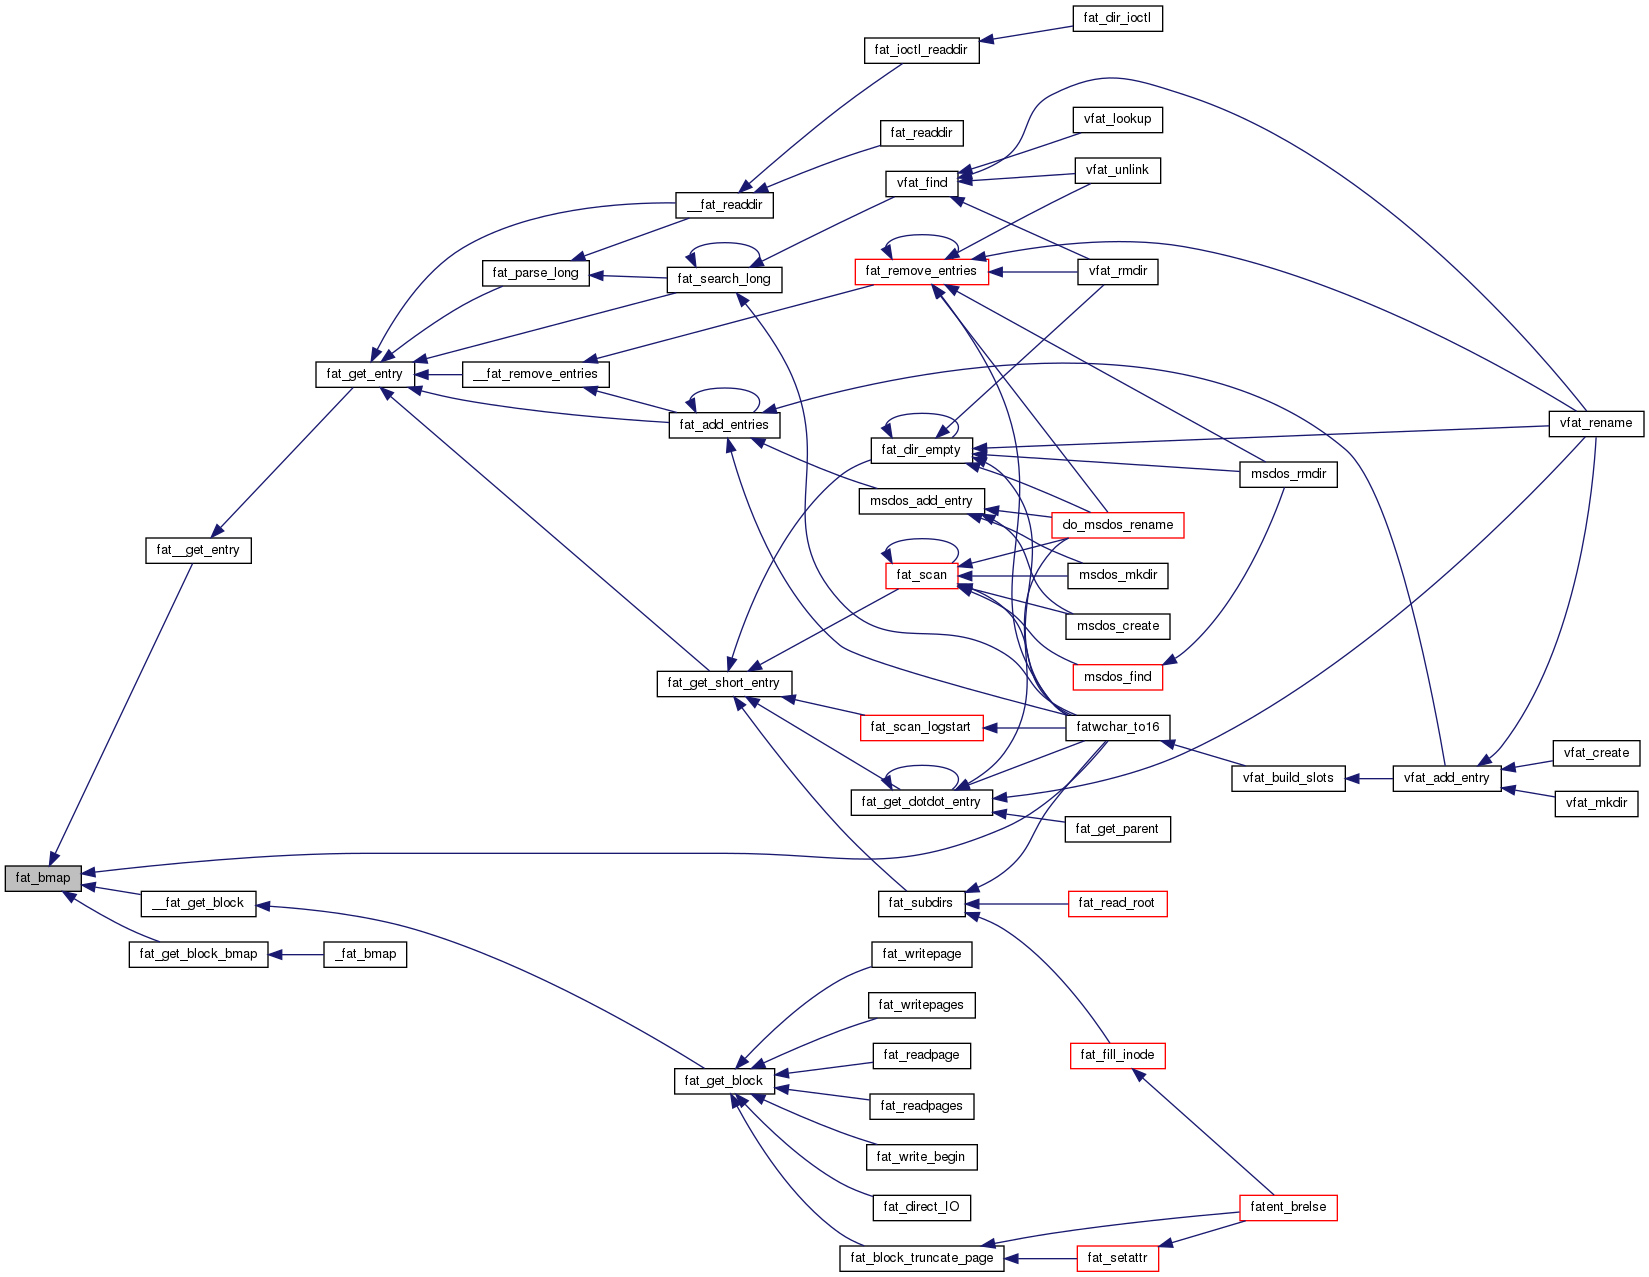 fat_dir_ioctl
fat_ioctl_readdir
vfat_lookup
fat_readdir
vfat_unlink
vfat_find
__fat_readdir
fat_parse_long
fat_search_long
fat_remove_entries
vfat_rmdir
fat_get_entry
__fat_remove_entries
fat_add_entries
vfat_rename
fat_dir_empty
msdos_rmdir
msdos_add_entry
do_msdos_rename
fat__get_entry
fat_scan
msdos_mkdir
msdos_create
msdos_find
fat_get_short_entry
fat_scan_logstart
fatwchar_to16
vfat_create
vfat_build_slots
vfat_add_entry
fat_get_dotdot_entry
vfat_mkdir
fat_get_parent
fat_bmap
__fat_get_block
fat_subdirs
fat_read_root
fat_get_block_bmap
_fat_bmap
fat_writepage
fat_writepages
fat_readpage
fat_fill_inode
fat_get_block
fat_readpages
fat_write_begin
fat_direct_IO
fatent_brelse
fat_block_truncate_page
fat_setattr